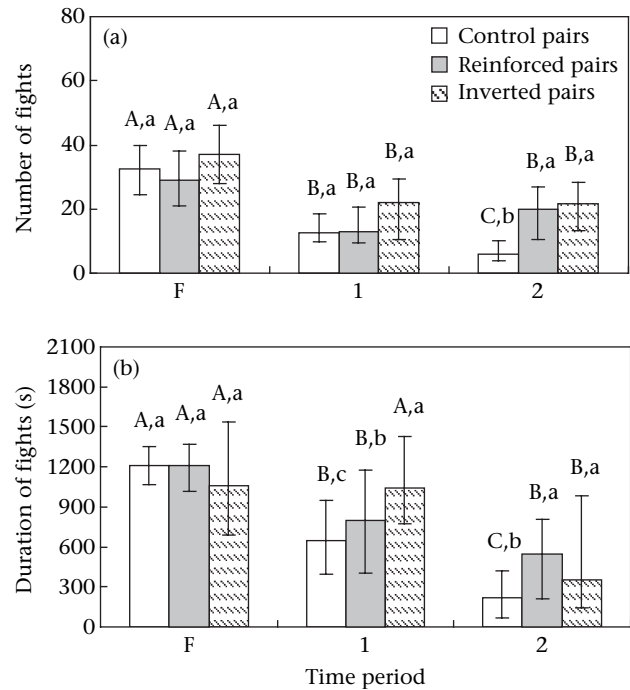 (a)
Control pairs
Reinforced pairs
Inverted pairs
Number of fights
80
60
40
20
0
A,a A,a A,a
B,a B,a B,a
C,b B,a B,a
F 1 2
(b)
Duration of fights (s)
2100
1800
1500
1200
900
600
300
0
A,a A,a A,a
B,c B,b A,a
C,b B,a B,a
F 1 2
Time period